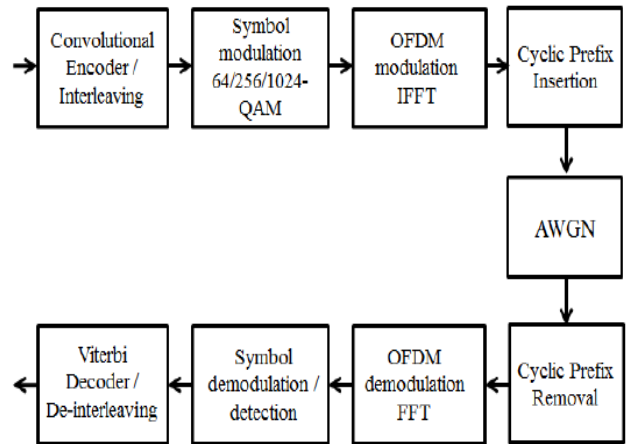 Convolutional
Encoder /
Interleaving
Symbol
modulation
64/256/1024-
QAM
OFDM
modulation
IFFT
Cyclic Prefix
Insertion
AWGN
Viterbi
Decoder /
De-interleaving
Symbol
demodulation /
detection
OFDM
demodulation
FFT
Cyclic Prefix
Removal